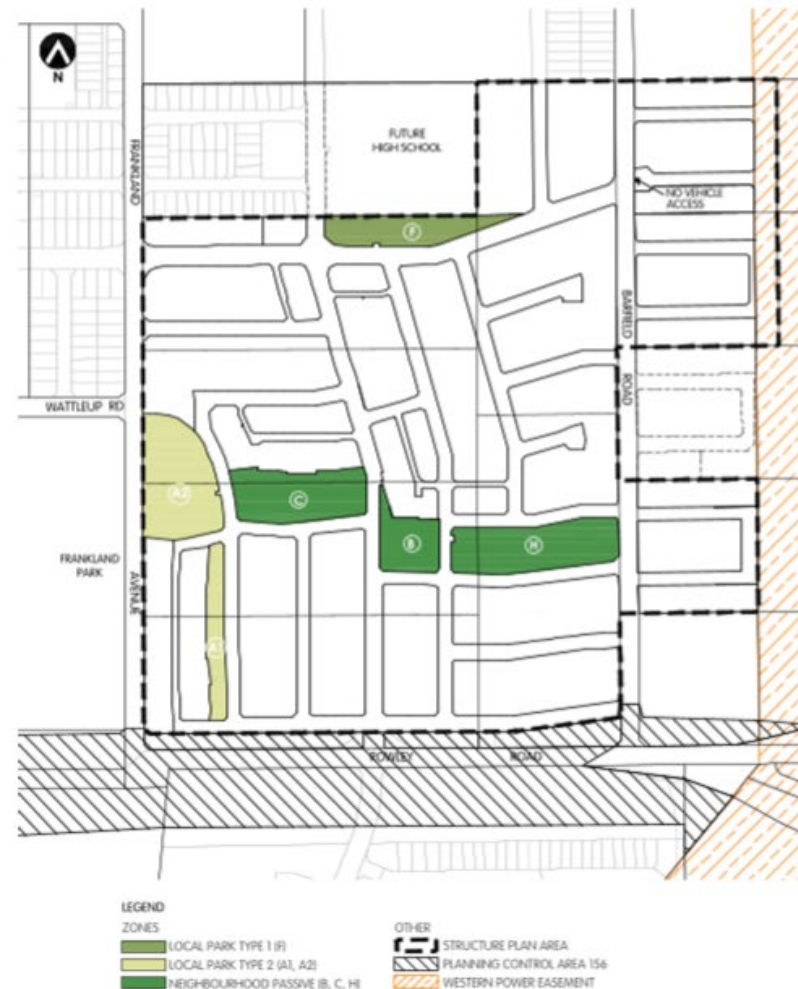 N
FRANKLAND
FUTURE
HIGH SCHOOL
NO VEHICLE
ACCESS
F
BARFIELD
ROAD
WATTLEUP RD
A2
C
B
H
FRANKLAND
PARK
AVENUE
A1
ROWLEY ROAD
LEGEND
ZONES
LOCAL PARK TYPE 1 (F)
LOCAL PARK TYPE 2 (A1, A2)
NEIGHBOURHOOD PASSIVE (B, C, H)
OTHER
STRUCTURE PLAN AREA
PLANNING CONTROL AREA 156
WESTERN POWER EASEMENT